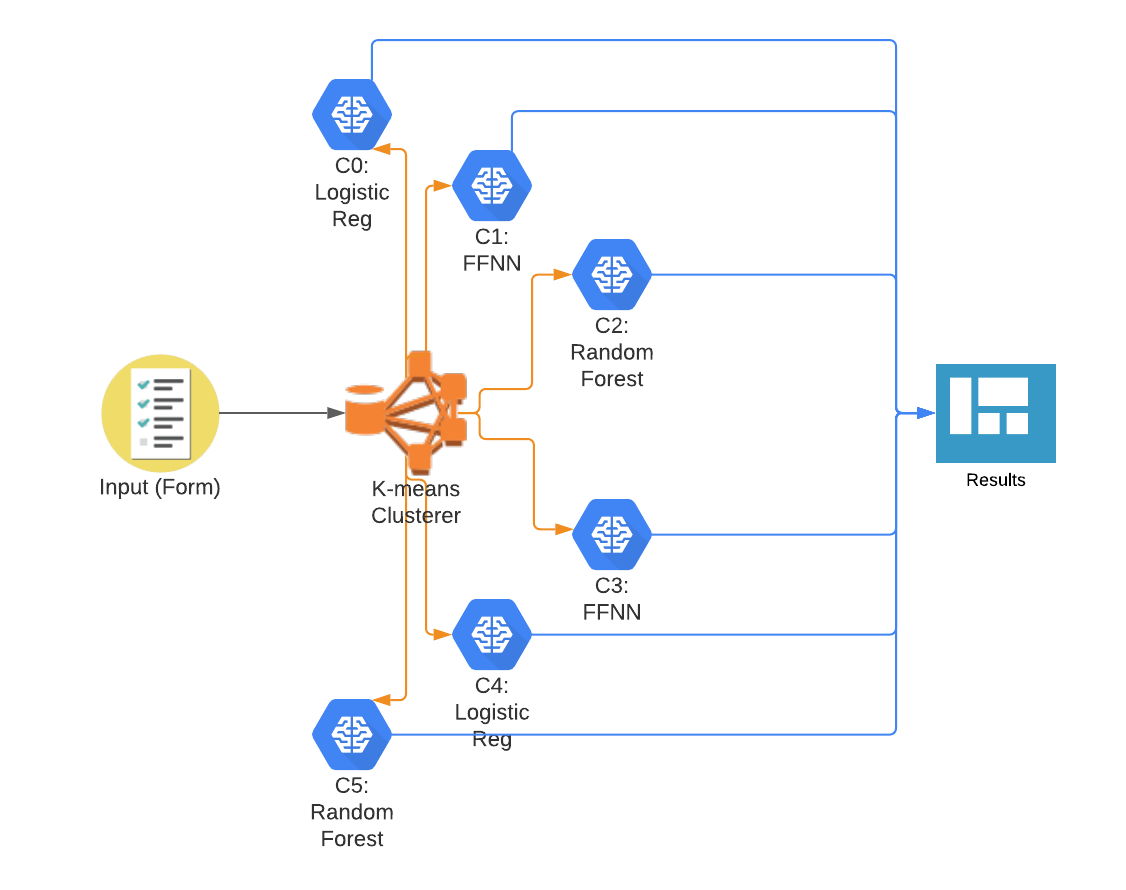 C0:
Logistic
Reg
C1:
FFNN
C2:
Random
Forest
Input (Form)
K-means
Clusterer
Results
C3:
FFNN
C4:
Logistic
Reg
C5:
Random
Forest